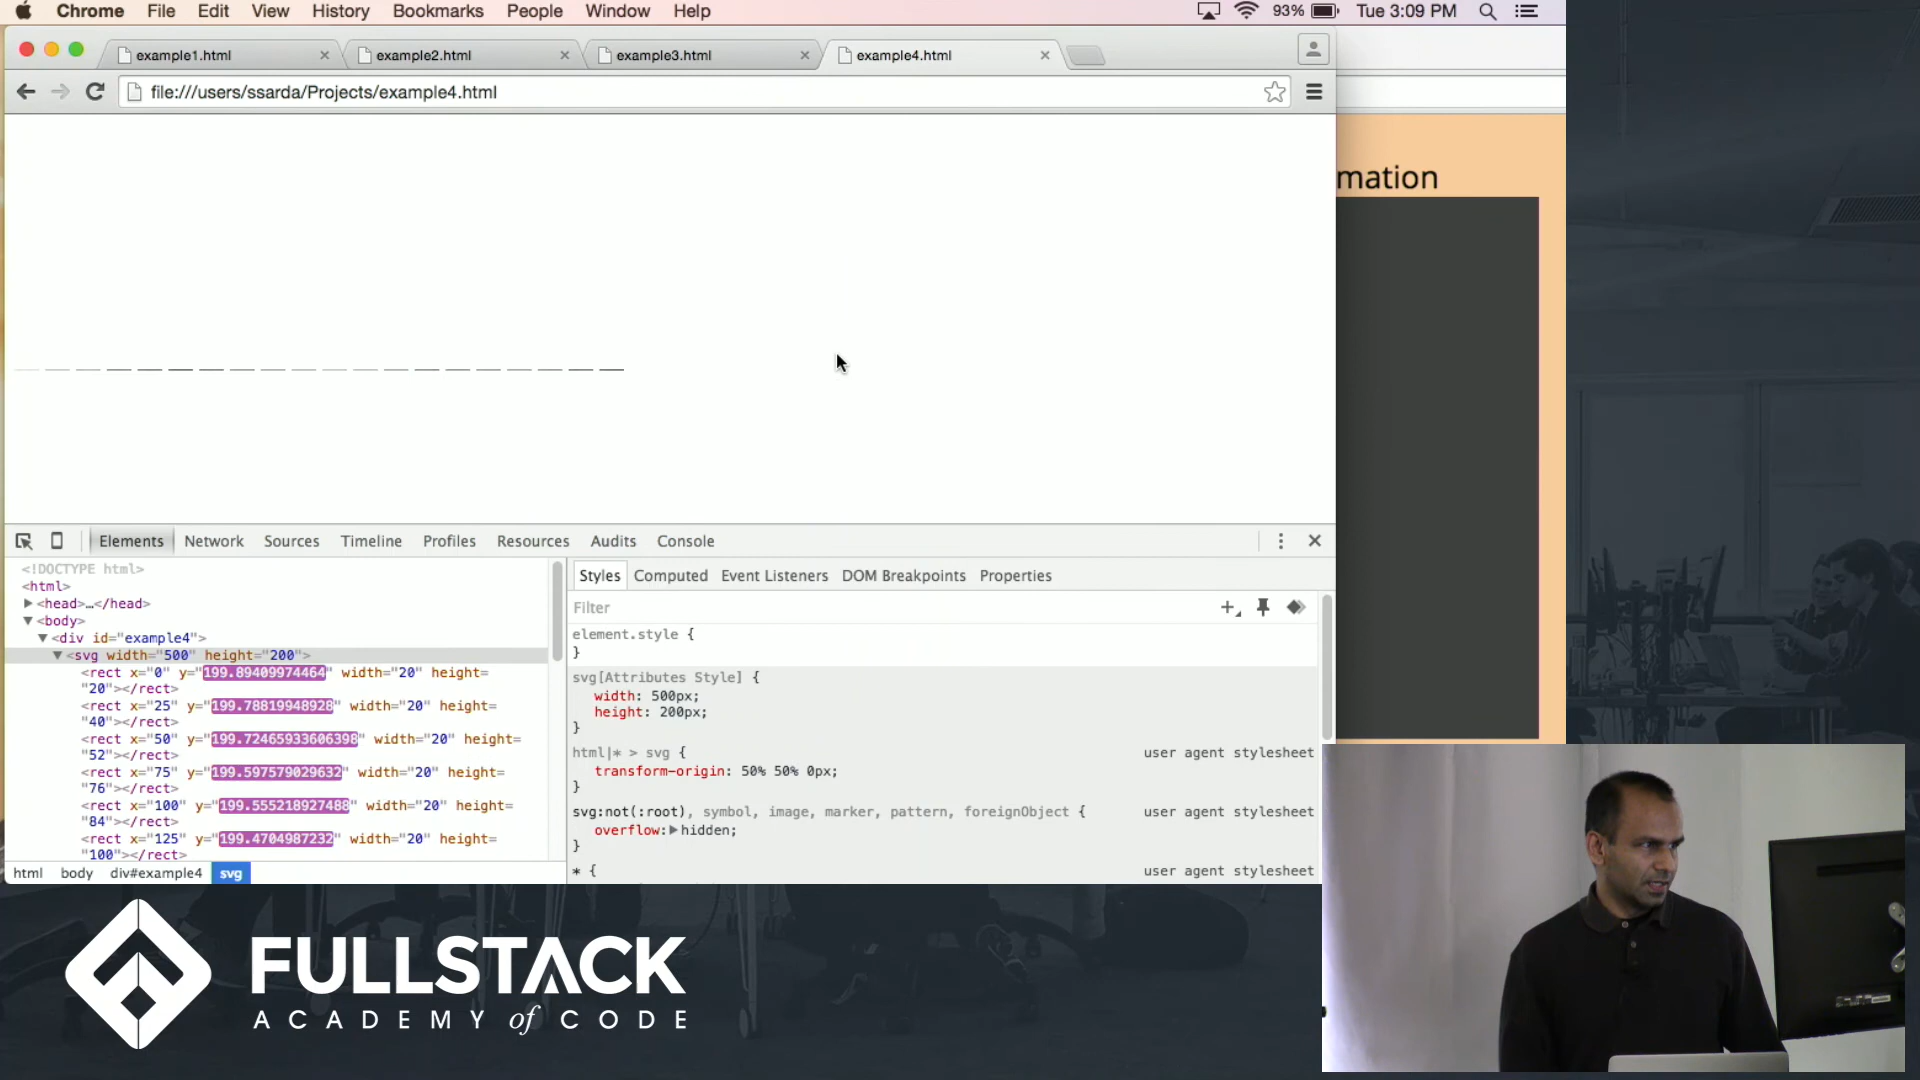 Chrome File Edit View History Bookmarks People Window Help 93% Tue 3:09 PM
example1.html example2.html example3.html example4.html
file:///users/ssarda/Projects/example4.html
mation
Elements Network Sources Timeline Profiles Resources Audits Console
<!DOCTYPE html>
<html>
<head>…</head>
<body>
<div id="example4">
<svg width="500" height="200">
<rect x="0" y="199.89409974464" width="20" height=
"20"></rect>
<rect x="25" y="199.78819948928" width="20" height=
"40"></rect>
<rect x="50" y="199.72465933606398" width="20" height=
"52"></rect>
<rect x="75" y="199.597579029632" width="20" height=
"76"></rect>
<rect x="100" y="199.555218927488" width="20" height=
"84"></rect>
<rect x="125" y="199.4704987232" width="20" height=
"100"></rect>
html body div#example4 svg
Styles Computed Event Listeners DOM Breakpoints Properties
Filter
element.style {
}
svg[Attributes Style] {
width: 500px;
height: 200px;
}
html|* > svg { user agent stylesheet
transform-origin: 50% 50% 0px;
}
svg:not(:root), symbol, image, marker, pattern, foreignObject { user agent stylesheet
overflow: hidden;
}
* { user agent stylesheet
FULLSTACK
ACADEMY of CODE